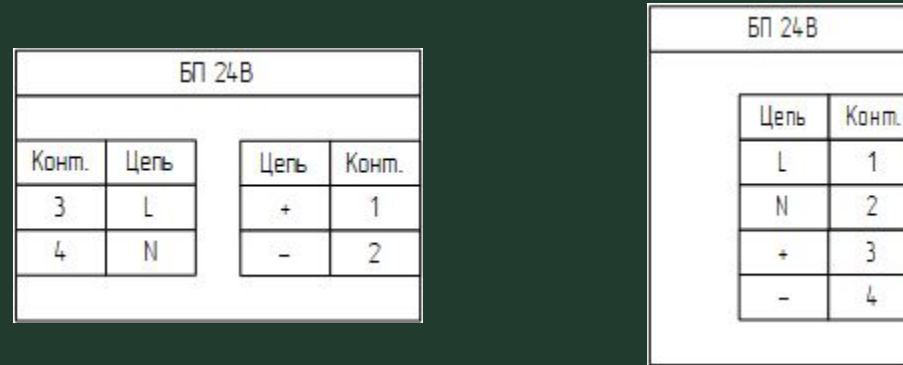 БП 24В
Конт. Цепь Цепь Конт.
3 L + 1
4 N – 2
БП 24В
Цепь Конт.
L 1
N 2
+ 3
– 4